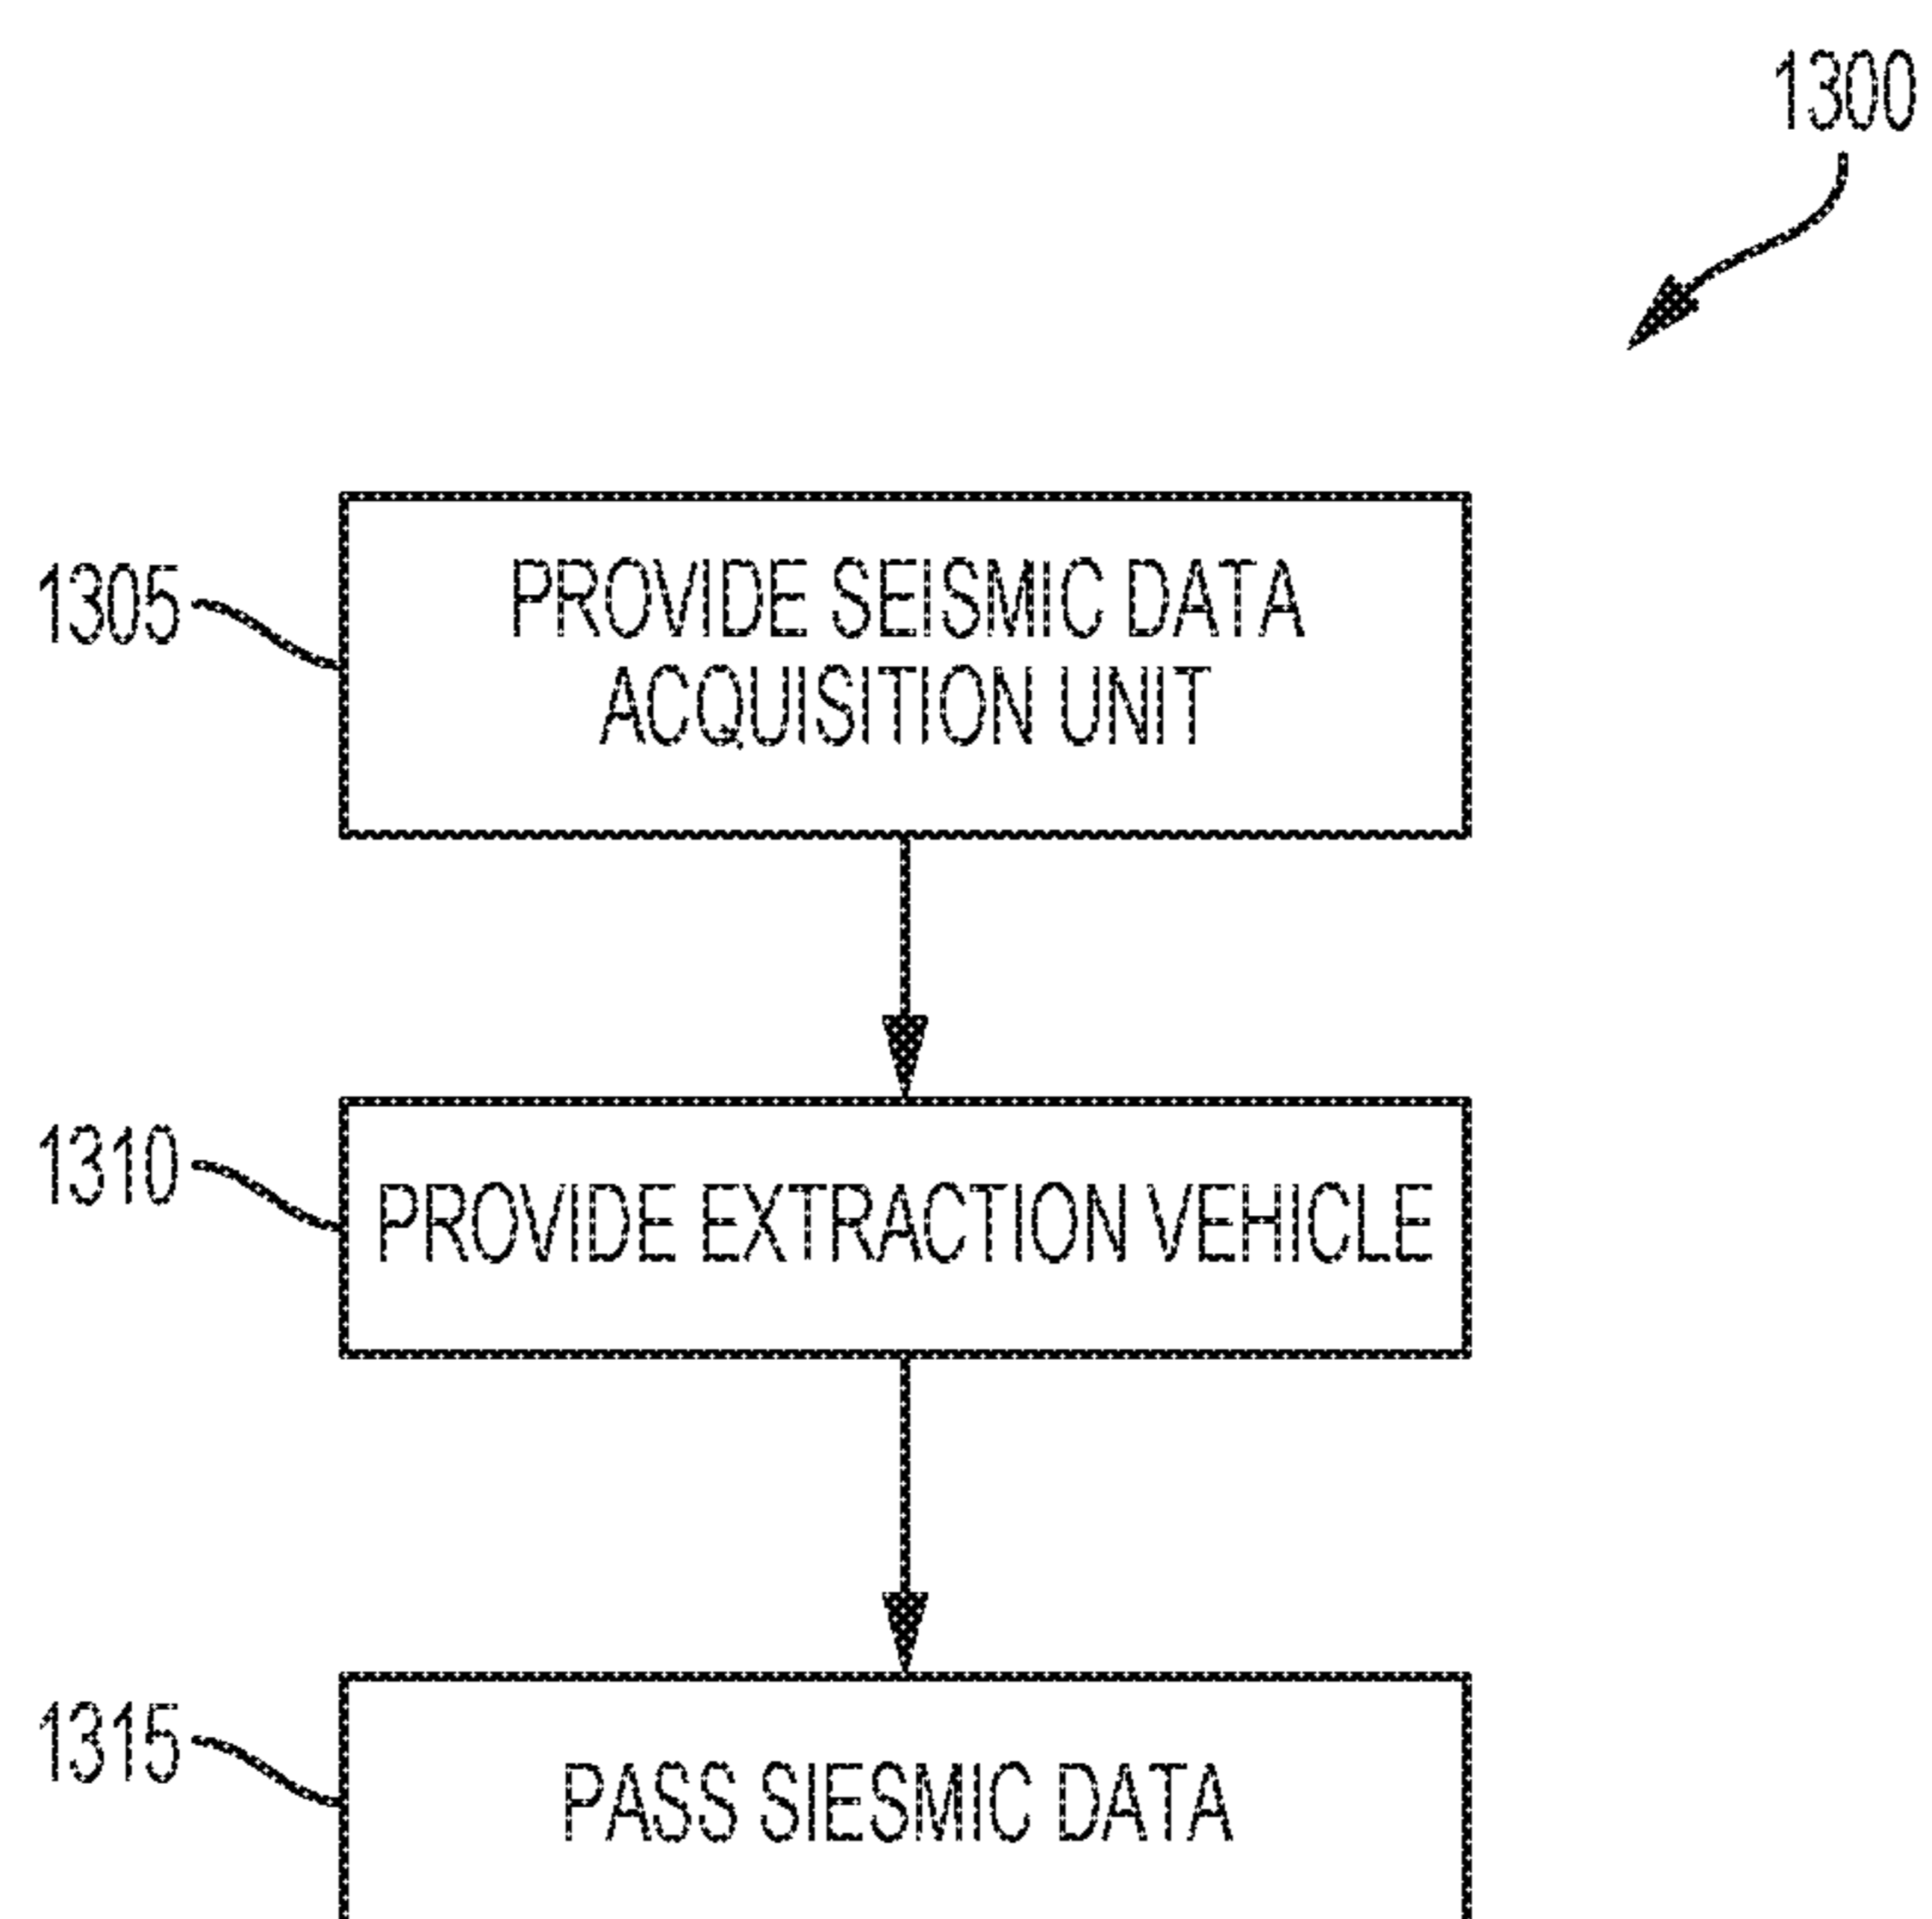 1300
1305
PROVIDE SEISMIC DATA
ACQUISITION UNIT
1310
PROVIDE EXTRACTION VEHICLE
1315
PASS SIESMIC DATA